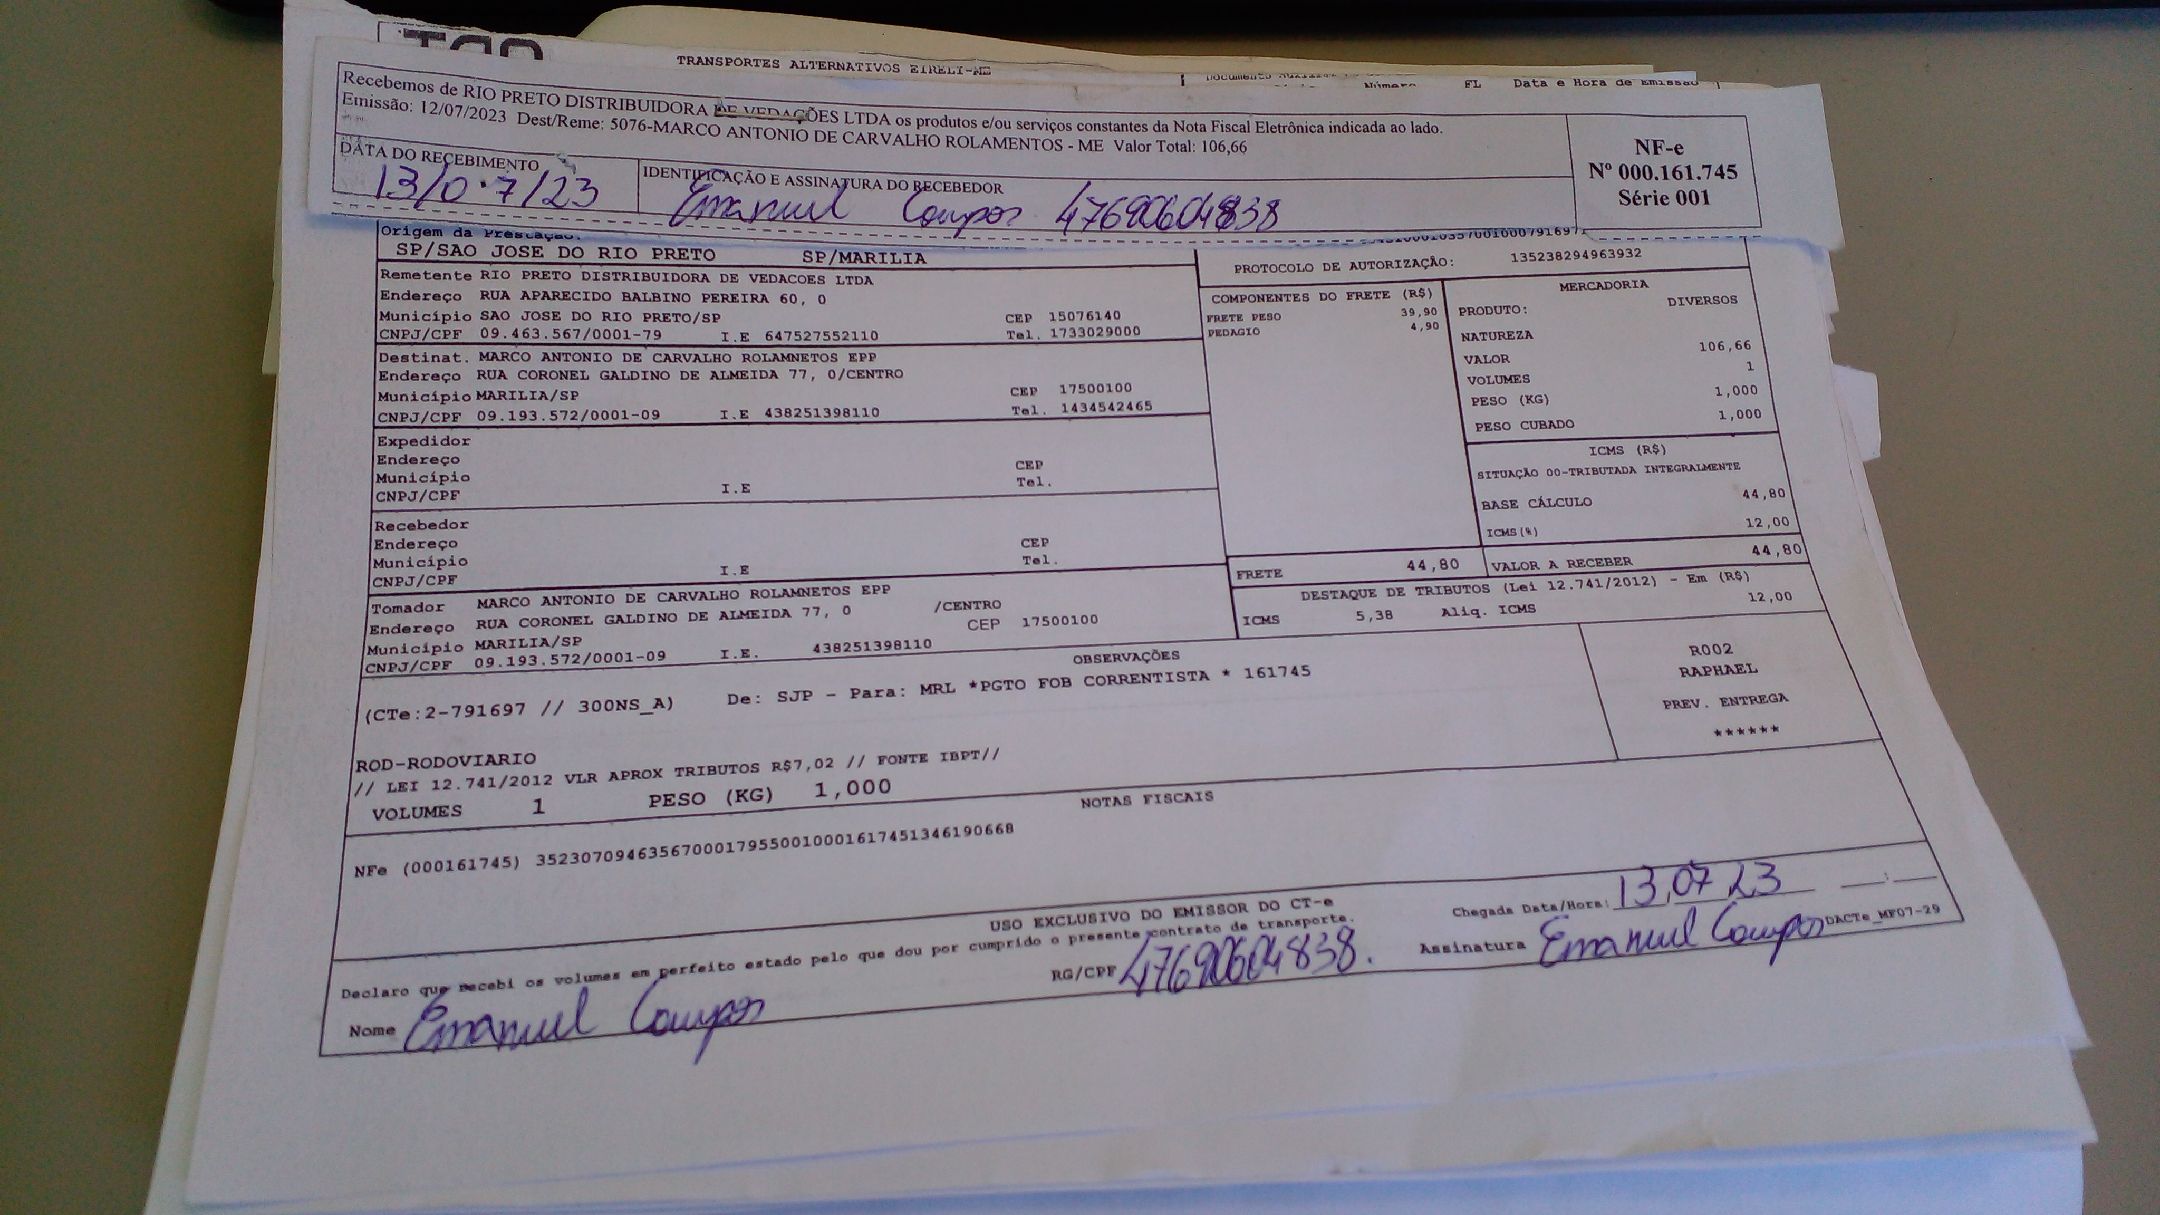 TRANSPORTES ALTERNATIVOS EIRELI-ME
Número FL Data e Hora de Emissão
Recebemos de RIO PRETO DISTRIBUIDORA DE VEDAÇÕES LTDA os produtos e/ou serviços constantes da Nota Fiscal Eletrônica indicada ao lado.
Emissão: 12/07/2023 Dest/Reme: 5076-MARCO ANTONIO DE CARVALHO ROLAMENTOS - ME Valor Total: 106,66
NF-e
Nº 000.161.745
Série 001
DATA DO RECEBIMENTO
13/07/23
IDENTIFICAÇÃO E ASSINATURA DO RECEBEDOR
Emanuel Campos 47690604838
Origem da Prestação:
SP/SAO JOSE DO RIO PRETO SP/MARILIA
PROTOCOLO DE AUTORIZAÇÃO: 135238294963932
Remetente RIO PRETO DISTRIBUIDORA DE VEDACOES LTDA
Endereço RUA APARECIDO BALBINO PEREIRA 60, 0
Município SAO JOSE DO RIO PRETO/SP CEP 15076140
CNPJ/CPF 09.463.567/0001-79 I.E 647527552110 Tel. 1733029000
Destinat. MARCO ANTONIO DE CARVALHO ROLAMNETOS EPP
Endereço RUA CORONEL GALDINO DE ALMEIDA 77, 0/CENTRO
Município MARILIA/SP CEP 17500100
CNPJ/CPF 09.193.572/0001-09 I.E 438251398110 Tel. 1434542465
Expedidor
Endereço
Município CEP
CNPJ/CPF I.E Tel.
Recebedor
Endereço
Município CEP
CNPJ/CPF I.E Tel.
Tomador MARCO ANTONIO DE CARVALHO ROLAMNETOS EPP
Endereço RUA CORONEL GALDINO DE ALMEIDA 77, 0 /CENTRO
Município MARILIA/SP CEP 17500100
CNPJ/CPF 09.193.572/0001-09 I.E. 438251398110
COMPONENTES DO FRETE (R$)
FRETE PESO 39,90
PEDAGIO 4,90
MERCADORIA
PRODUTO: DIVERSOS
NATUREZA
VALOR 106,66
VOLUMES 1
PESO (KG) 1,000
PESO CUBADO 1,000
ICMS (R$)
SITUAÇÃO 00-TRIBUTADA INTEGRALMENTE
BASE CÁLCULO 44,80
ICMS(%) 12,00
FRETE 44,80 VALOR A RECEBER 44,80
DESTAQUE DE TRIBUTOS (Lei 12.741/2012) - Em (R$)
ICMS 5,38 Aliq. ICMS 12,00
OBSERVAÇÕES
(CTe:2-791697 // 300NS_A) De: SJP - Para: MRL *PGTO FOB CORRENTISTA * 161745
R002
RAPHAEL
PREV. ENTREGA
******
ROD-RODOVIARIO
// LEI 12.741/2012 VLR APROX TRIBUTOS R$7,02 // FONTE IBPT//
VOLUMES 1 PESO (KG) 1,000
NOTAS FISCAIS
NFe (000161745) 35230709463567000179550010001617451346190668
USO EXCLUSIVO DO EMISSOR DO CT-e
Declaro que recebi os volumes em perfeito estado pelo que dou por cumprido o presente contrato de transporte.
Chegada Data/Hora: 13,07,23 __:__
Nome Emanuel Campos RG/CPF 47690604838. Assinatura Emanuel Campos
DACTe_MF07-29